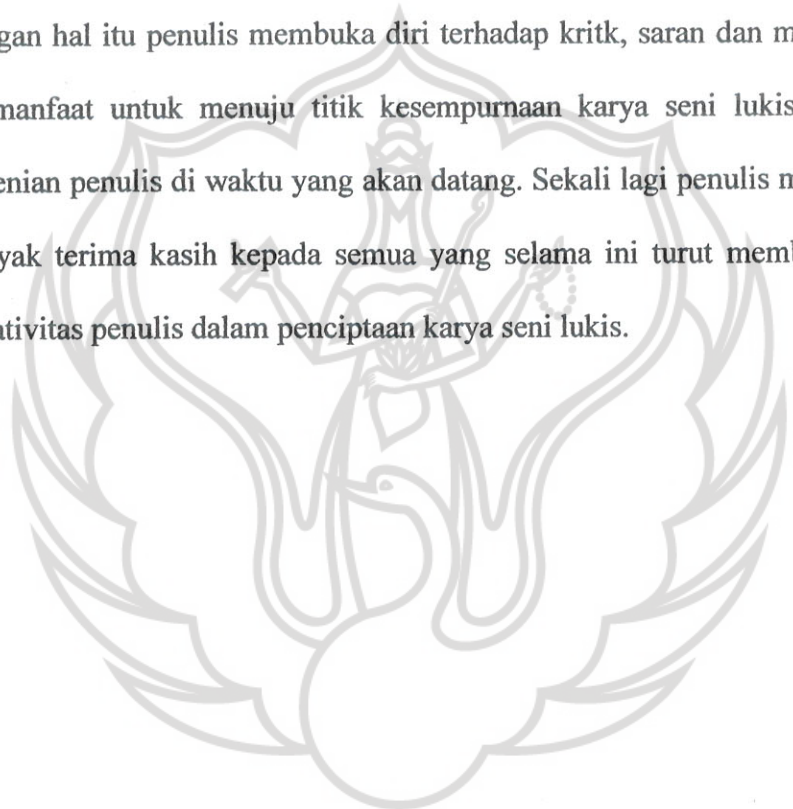 gan hal itu penulis membuka diri terhadap kritk, saran dan m
manfaat untuk menuju titik kesempurnaan karya seni lukis
enian penulis di waktu yang akan datang. Sekali lagi penulis m
yak terima kasih kepada semua yang selama ini turut memb
ativitas penulis dalam penciptaan karya seni lukis.